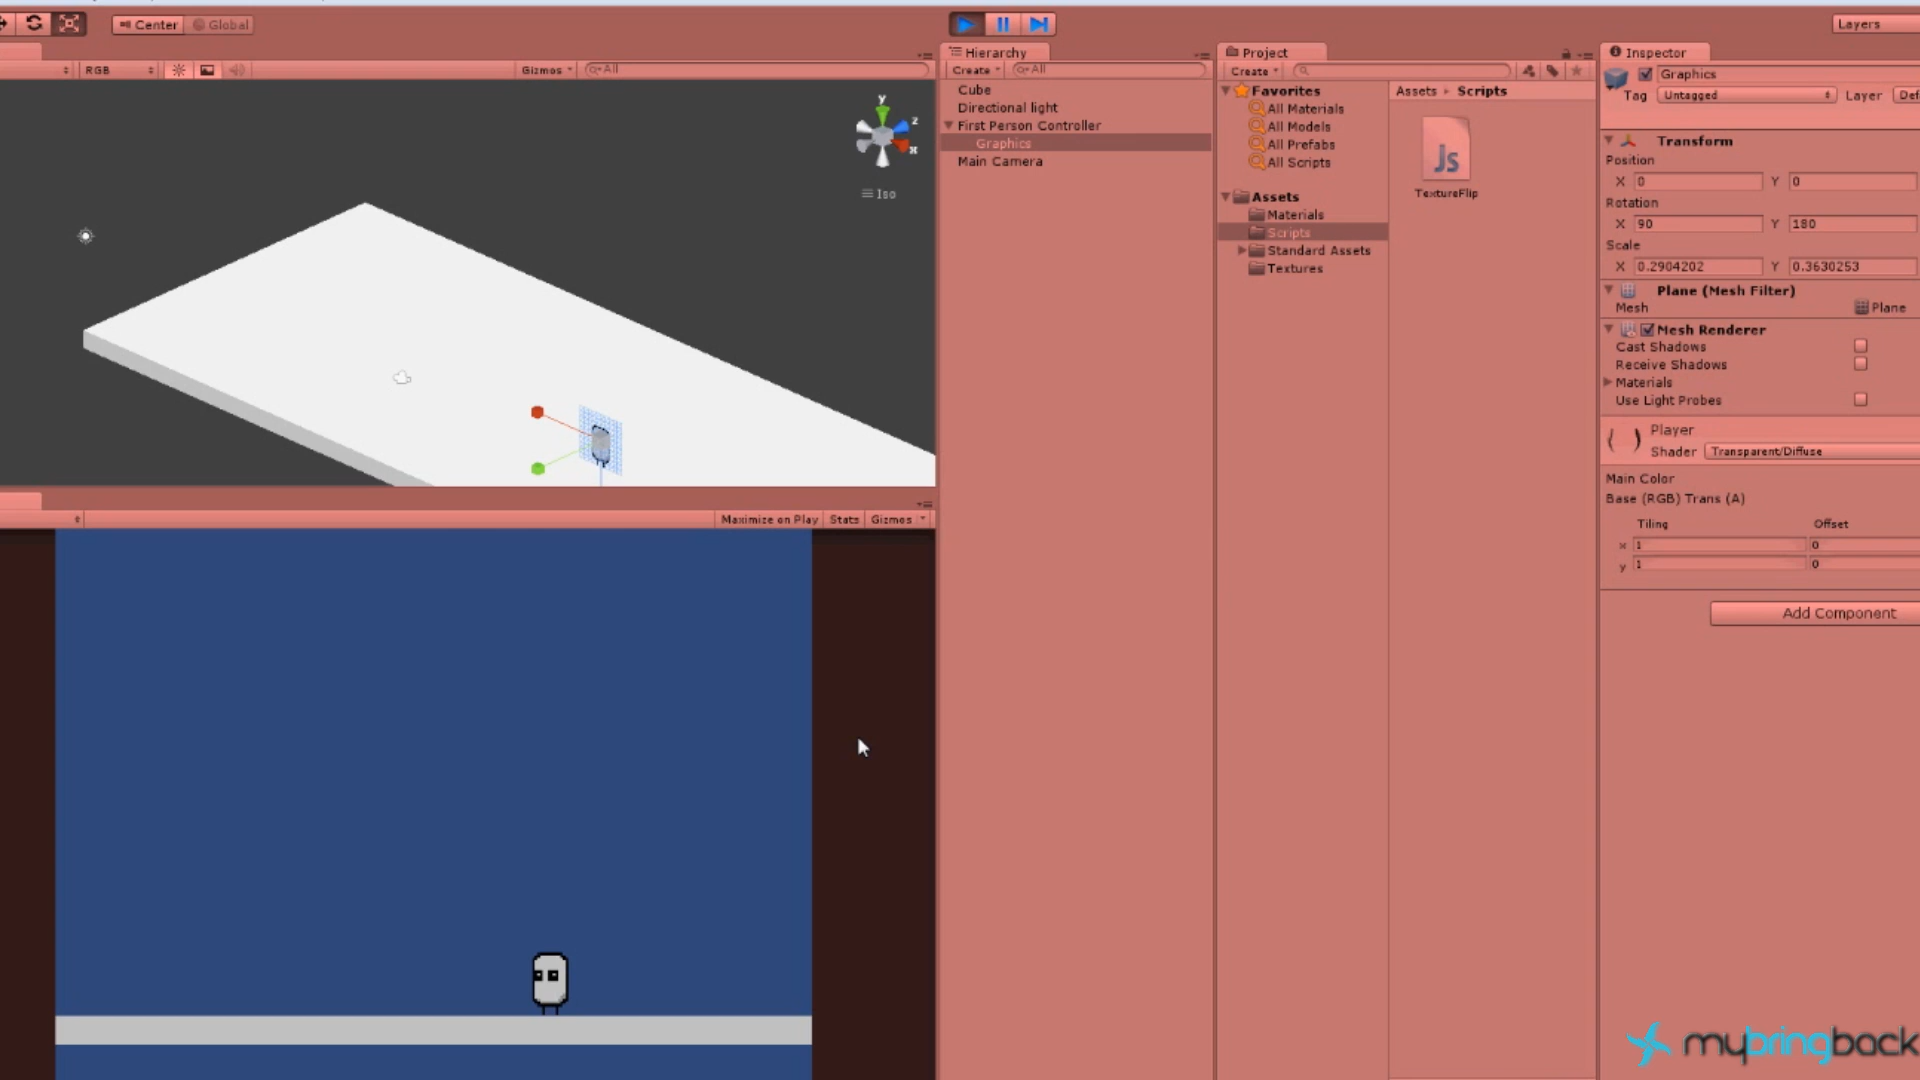 Center Global
Layers
RGB Gizmos All
Hierarchy
Create All
Cube
Directional light
First Person Controller
Graphics
Main Camera
Project
Create
Favorites
All Materials
All Models
All Prefabs
All Scripts
Assets
Materials
Scripts
Standard Assets
Textures
Assets Scripts
Js
TextureFlip
Inspector
Graphics
Tag Untagged Layer Def
Transform
Position
X 0 Y 0
Rotation
X 90 Y 180
Scale
X 0.2904202 Y 0.3630253
Plane (Mesh Filter)
Mesh Plane
Mesh Renderer
Cast Shadows
Receive Shadows
Materials
Use Light Probes
Player
Shader Transparent/Diffuse
Main Color
Base (RGB) Trans (A)
Tiling Offset
x 1 0
y 1 0
Add Component
y
z
x
Iso
Maximize on Play Stats Gizmos
mybringback